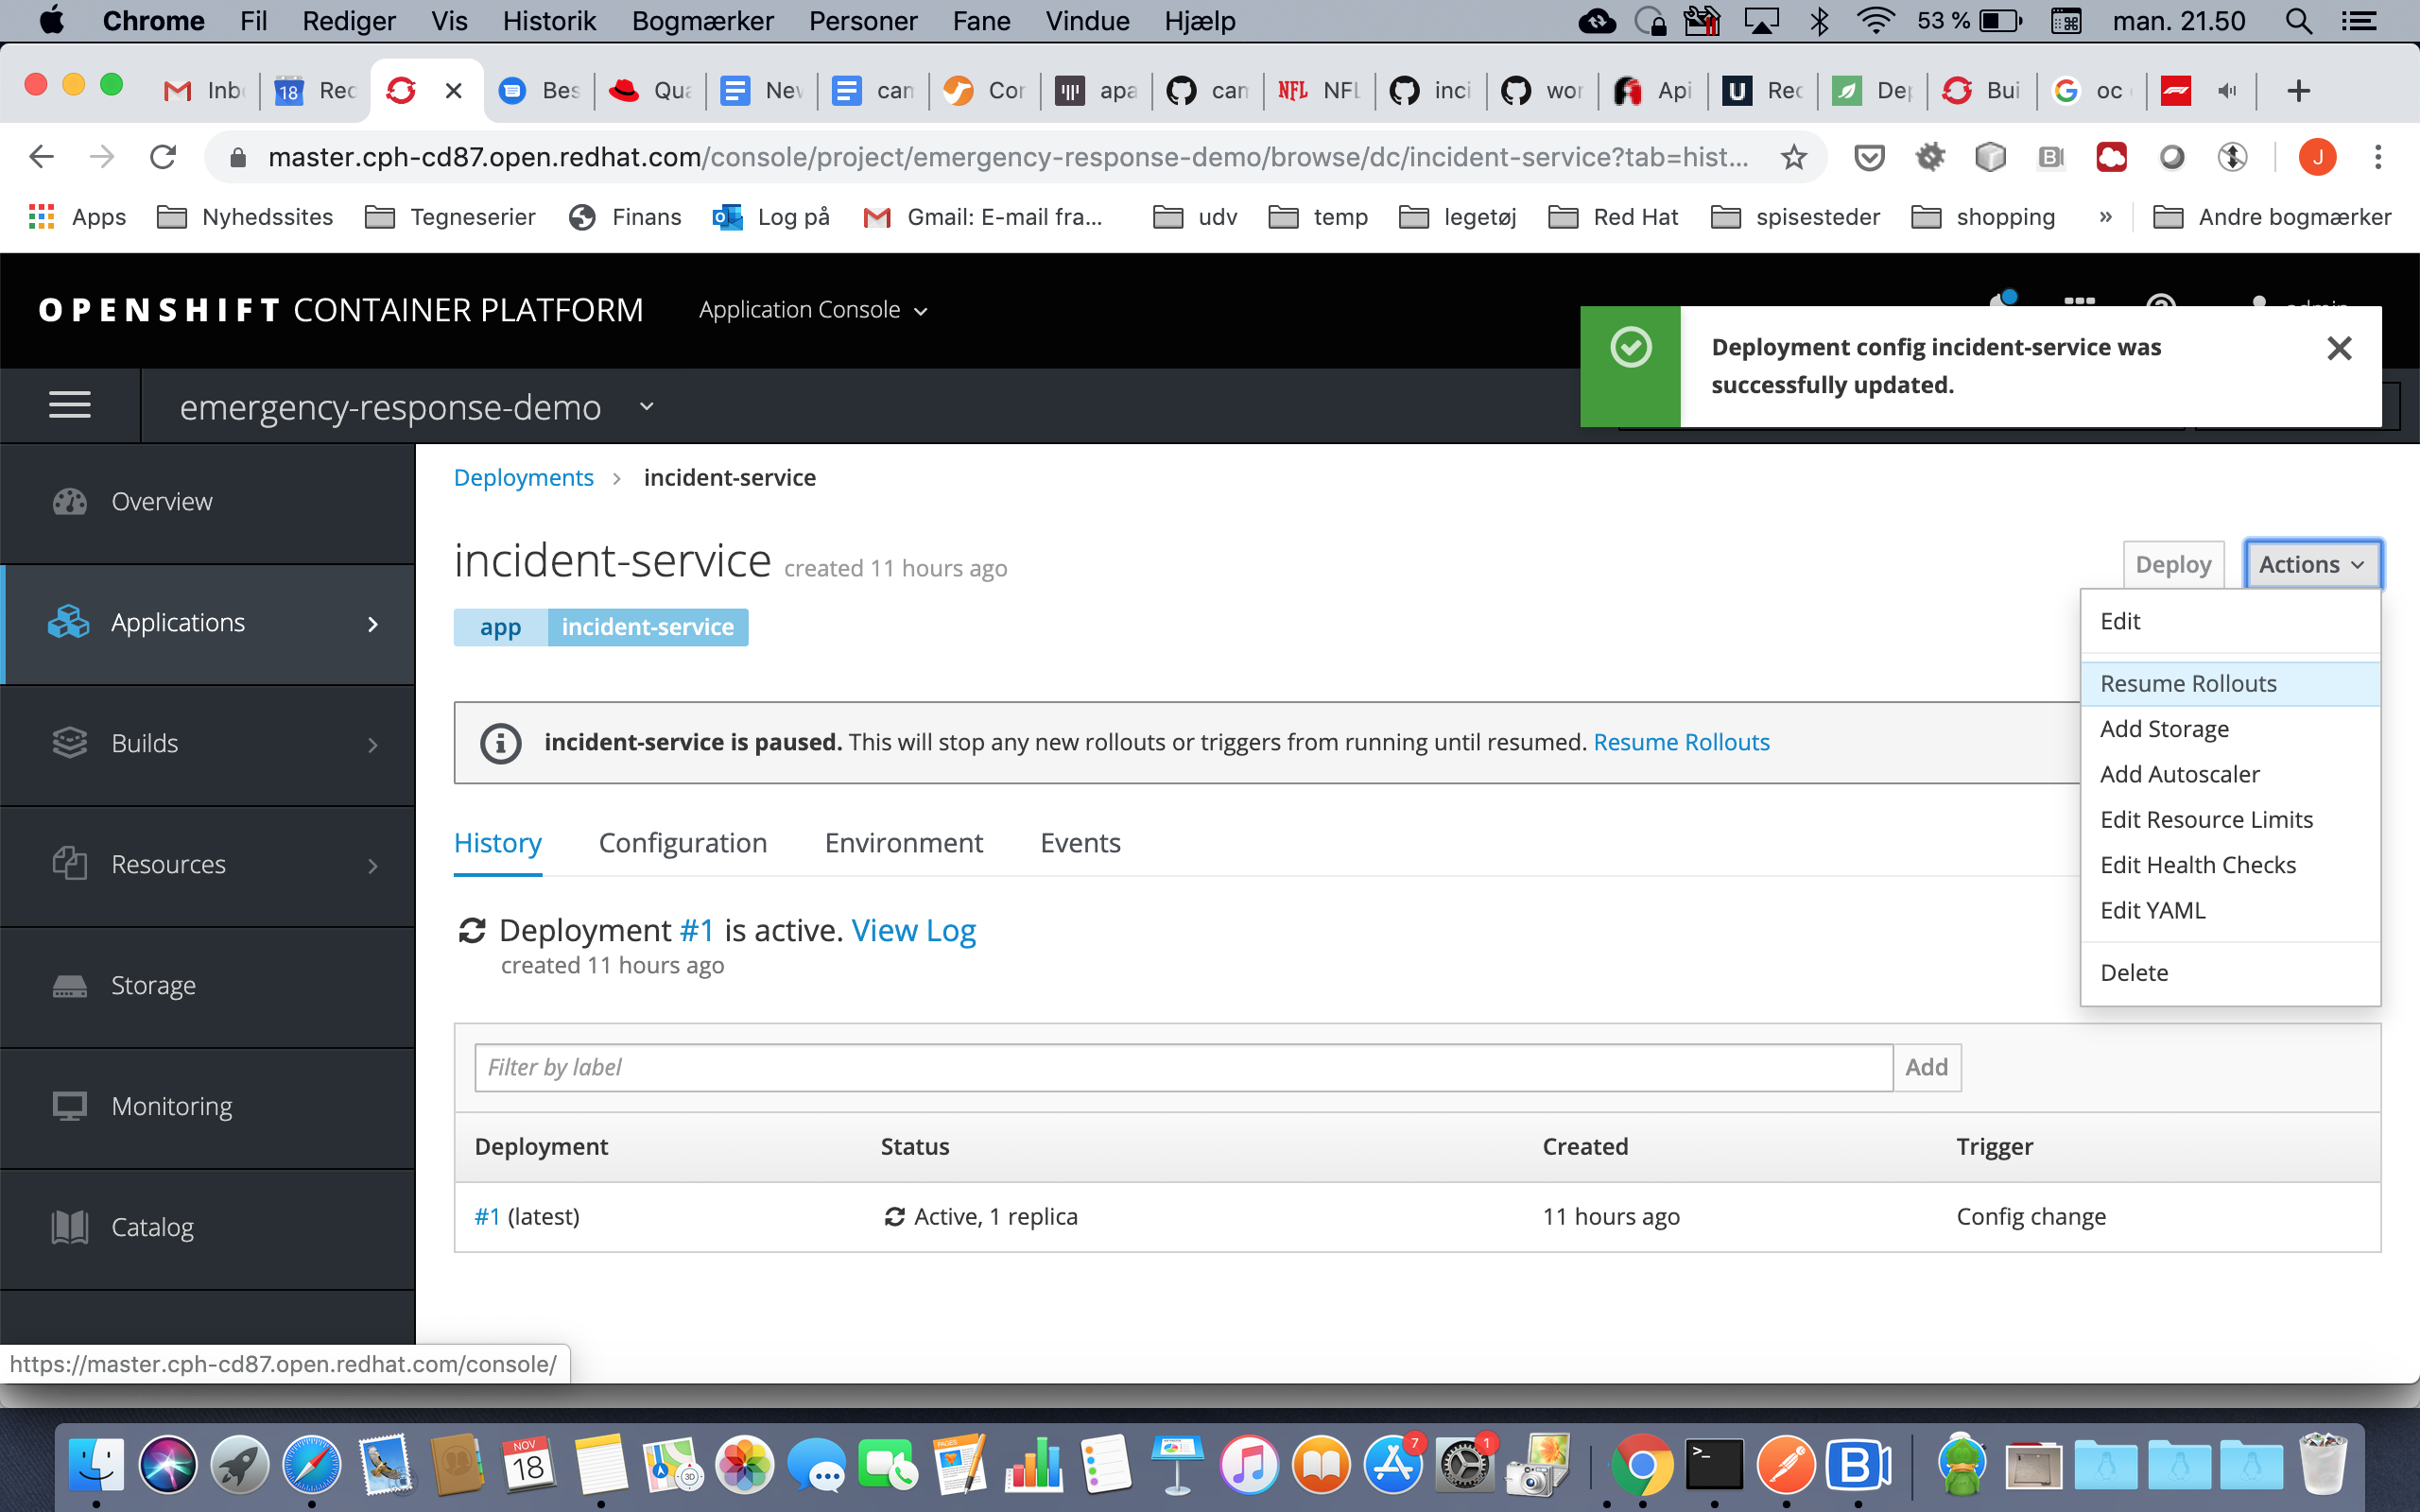 Chrome Fil Rediger Vis Historik Bogmærker Personer Fane Vindue Hjælp 53 % man. 21.50
Inb 18 Rec Bes Qua Nev can Cor apa can NFL NFL inci wor Api U Rec Dep Bui oc
master.cph-cd87.open.redhat.com/console/project/emergency-response-demo/browse/dc/incident-service?tab=hist... B J
Apps Nyhedssites Tegneserier Finans Log på Gmail: E-mail fra... udv temp legetøj Red Hat spisesteder shopping » Andre bogmærker
OPENSHIFT CONTAINER PLATFORM Application Console
Deployment config incident-service was
successfully updated.
emergency-response-demo
Overview
Applications
Builds
Resources
Storage
Monitoring
Catalog
Deployments > incident-service
incident-service created 11 hours ago
Deploy Actions
app incident-service
Edit
Resume Rollouts
Add Storage
Add Autoscaler
Edit Resource Limits
Edit Health Checks
Edit YAML
Delete
incident-service is paused. This will stop any new rollouts or triggers from running until resumed. Resume Rollouts
History Configuration Environment Events
Deployment #1 is active. View Log
created 11 hours ago
Filter by label Add
Deployment Status Created Trigger
#1 (latest) Active, 1 replica 11 hours ago Config change
https://master.cph-cd87.open.redhat.com/console/
NOV
18
PAGES
3D
7
1
>_
B